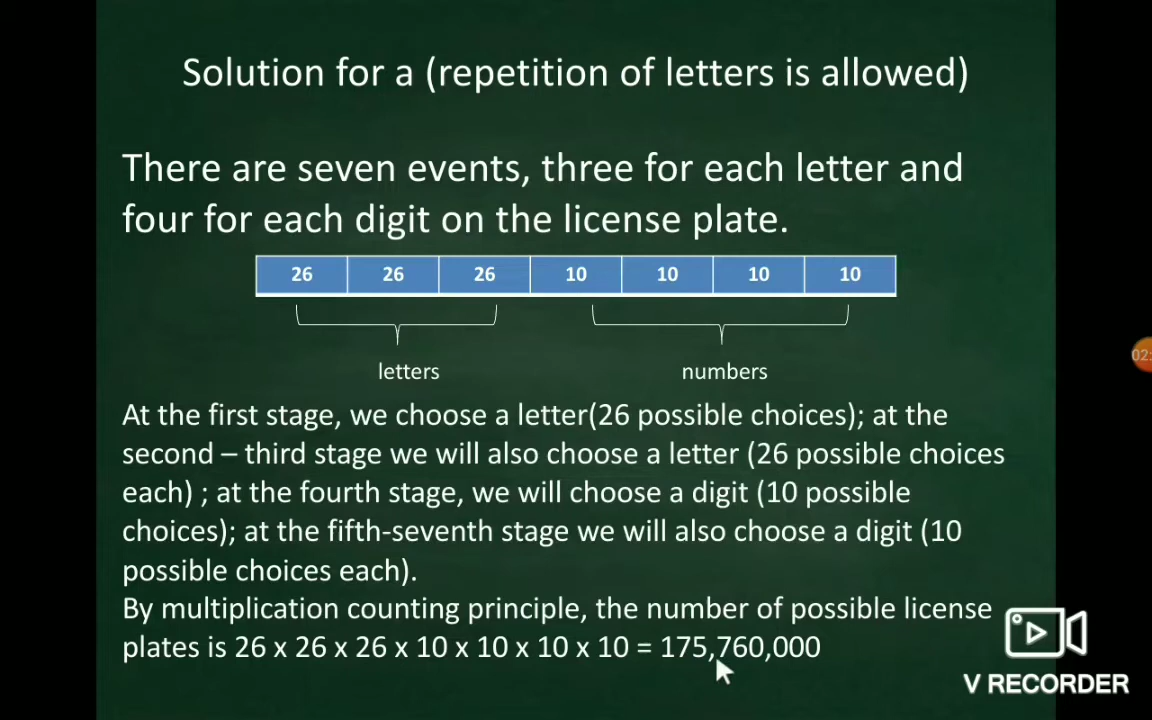 Solution for a (repetition of letters is allowed)
There are seven events, three for each letter and
four for each digit on the license plate.
26 26 26 10 10 10 10
letters numbers
At the first stage, we choose a letter(26 possible choices); at the
second – third stage we will also choose a letter (26 possible choices
each) ; at the fourth stage, we will choose a digit (10 possible
choices); at the fifth-seventh stage we will also choose a digit (10
possible choices each).
By multiplication counting principle, the number of possible license
plates is 26 x 26 x 26 x 10 x 10 x 10 x 10 = 175,760,000
V RECORDER